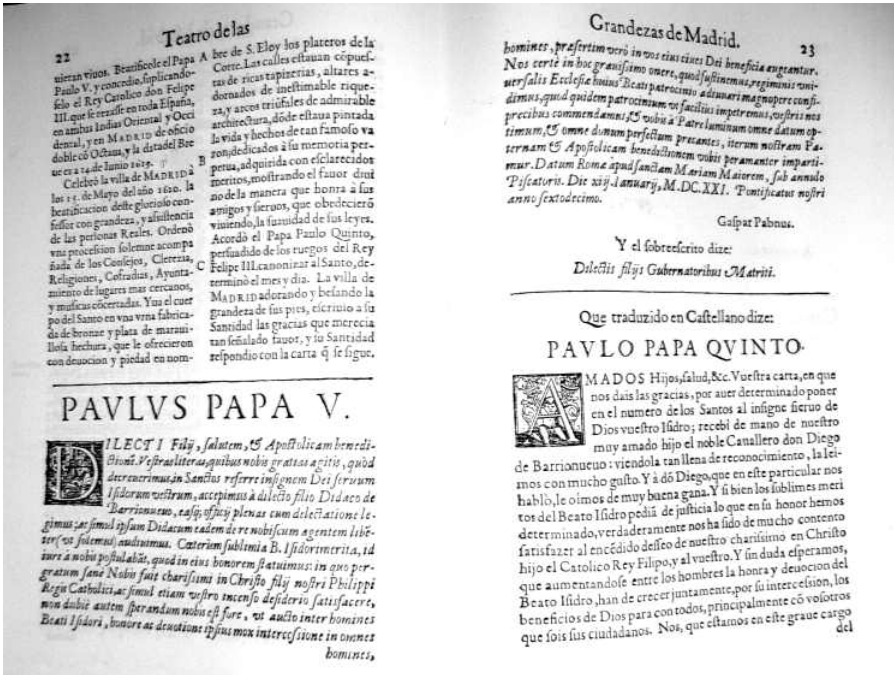 22
Teatro de las
uieran viuos. Beatificole el Papa
Paulo V. y concedio, suplicando-
selo el Rey Catolico don Felipe
III. que se rezasse en toda España,
en ambas Indias Oriental y Occi
dental, y en MADRID de oficio
doble cõ Octaua, y la data del Bre
ue es a 14. de Iunio 1619.
Celebrò la villa de MADRID a
los 15. de Mayo del año 1620. la
beatificacion deste glorioso con-
fessor con grandeza, y assistencia
de las personas Reales. Ordenò
vna procession solemne acompa
ñada de los Consejos, Clerezia,
Religiones, Cofradias, Ayunta-
miento de lugares mas cercanos,
y musicas cõcertadas. Yua el cuer
po del Santo en vna vrna fabrica-
da de bronze y plata de maraui-
llosa hechura, que le ofrecieron
con deuocion y piedad en nom-
A
B
C
bre de S. Eloy los plateros de la
Corte. Las calles estauan cõpues-
tas de ricas tapizerias, altares a-
dornados de inestimable rique-
za, y arcos triũfales de admirable
architectura, dõde estaua pintada
la vida y hechos de tan famoso va
ron; dedicados à su memoria per-
petua, adquirida con esclarecidos
meritos, mostrando el fauor diui
no de la manera que honra à sus
amigos y sieruos, que obedecierõ
viuiendo, la suauidad de sus leyes.
Acordò el Papa Paulo Quinto,
persuadido de los ruegos del Rey
Felipe III. canonizar al Santo, de-
terminò el mes y dia. La villa de
MADRID adorando y besando la
grandeza de sus pies, escriuio a su
Santidad las gracias que merecia
tan señalado fauor, y su Santidad
respondio con la carta q̃ se sigue.
PAVLVS PAPA V.
DILECTI Filij, salutem, & Apostolicam benedi-
ctionẽ. Vestras literas, quibus nobis gratias agitis, quòd
decreuerimus, in Sanctus referre insignem Dei seruum
Isidorum vestrum, accepimus à dilecto filio Didaco de
Barrionueuo, easq; officij plenas cum delectatione le-
gimus; ac simul ipsum Didacum eadem de re nobiscum agentem libẽ-
ter (vt solemus) audiuimus. Cæterùm sublimia B. Isidori merita, id
iure à nobis postulabãt, quod in eius honorem statuimus: in quo per-
gratum sanè Nobis fuit charissimi in Christo filij nostri Philippi
Regis Catholici, ac simul etiam vestro incenso desiderio satisfacere,
non dubiè autem sperandum nobis est fore, vt aucto inter homines
Beati Isidori, honore ac deuotione ipsius mox intercessione in omnes
homines,
Grandezas de Madrid.
23
homines, præsertim verò in vos eius ciues Dei beneficia augeantur.
Nos certè in hoc grauissimo onere, quod sustinemus, regiminis vni-
uersalis Ecclesiæ huius Beati patrocinio adiuuari magnopere confi-
dimus, quod quidem patrocinium vt facilius impetremus, vestris nos
precibus commendamus, & vobis à Patre luminum omne datum op-
timum, & omne donum perfectum precantes, iterum nostram Pa-
ternam & Apostolicam benedictionem vobis peramanter imparti-
mur. Datum Romæ apud sanctam Mariam Maiorem, sub annulo
Piscatoris. Die xiij. Ianuarij, M.DC.XXI. Pontificatus nostri
anno sextodecimo.
Gaspar Pabnus.
Y el sobreescrito dize:
Dilectis filijs Gubernatoribus Matriti.
Que traduzido en Castellano dize:
PAVLO PAPA QVINTO.
AMADOS Hijos, salud, &c. Vuestra carta, en que
nos dais las gracias, por auer determinado poner
en el numero de los Santos al insigne sieruo de
Dios vuestro Isidro; recebi de mano de nuestro
muy amado hijo el noble Cauallero don Diego
de Barrionueuo: viendola tan llena de reconocimiento, la lei-
mos con mucho gusto. Y à dõ Diego, que en este particular nos
hablò, le oimos de muy buena gana. Y si bien los sublimes meri
tos del Beato Isidro pediã de justicia lo que en su honor hemos
determinado, verdaderamente nos ha sido de mucho contento
satisfazer al encẽdido desseo de nuestro charissimo en Christo
hijo el Catolico Rey Filipo, y al vuestro. Y sin duda esperamos,
que aumentandose entre los hombres la honra y deuocion del
Beato Isidro, han de crecer juntamente, por su intercession, los
beneficios de Dios para con todos, principalmente cõ vosotros
que sois sus ciudadanos. Nos, que estamos en este graue cargo
del